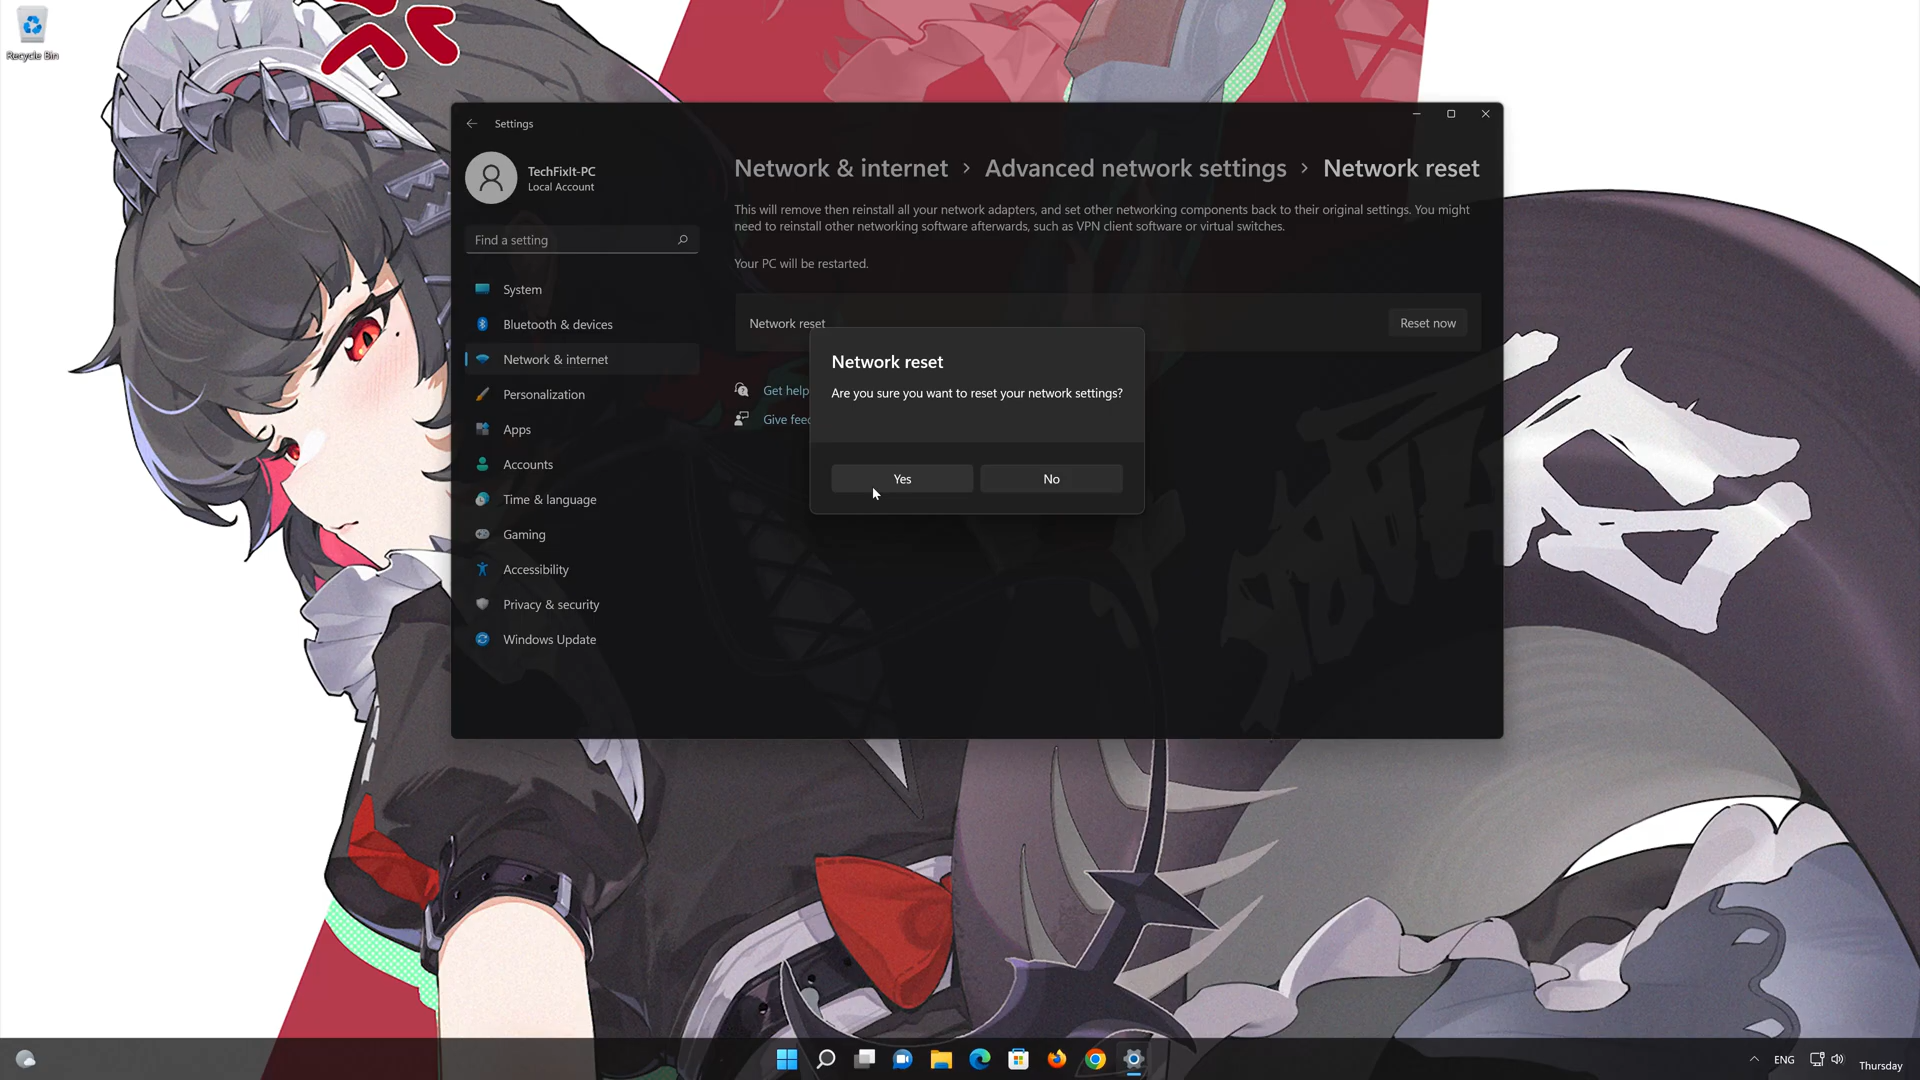 Recycle Bin
Settings
TechFixIt-PC
Local Account
Find a setting
System
Bluetooth & devices
Network & internet
Personalization
Apps
Accounts
Time & language
Gaming
Accessibility
Privacy & security
Windows Update
Network & internet › Advanced network settings › Network reset
This will remove then reinstall all your network adapters, and set other networking components back to their original settings. You might
need to reinstall other networking software afterwards, such as VPN client software or virtual switches.
Your PC will be restarted.
Network reset
Reset now
Get help
Give feed
Network reset
Are you sure you want to reset your network settings?
Yes
No
ENG
Thursday